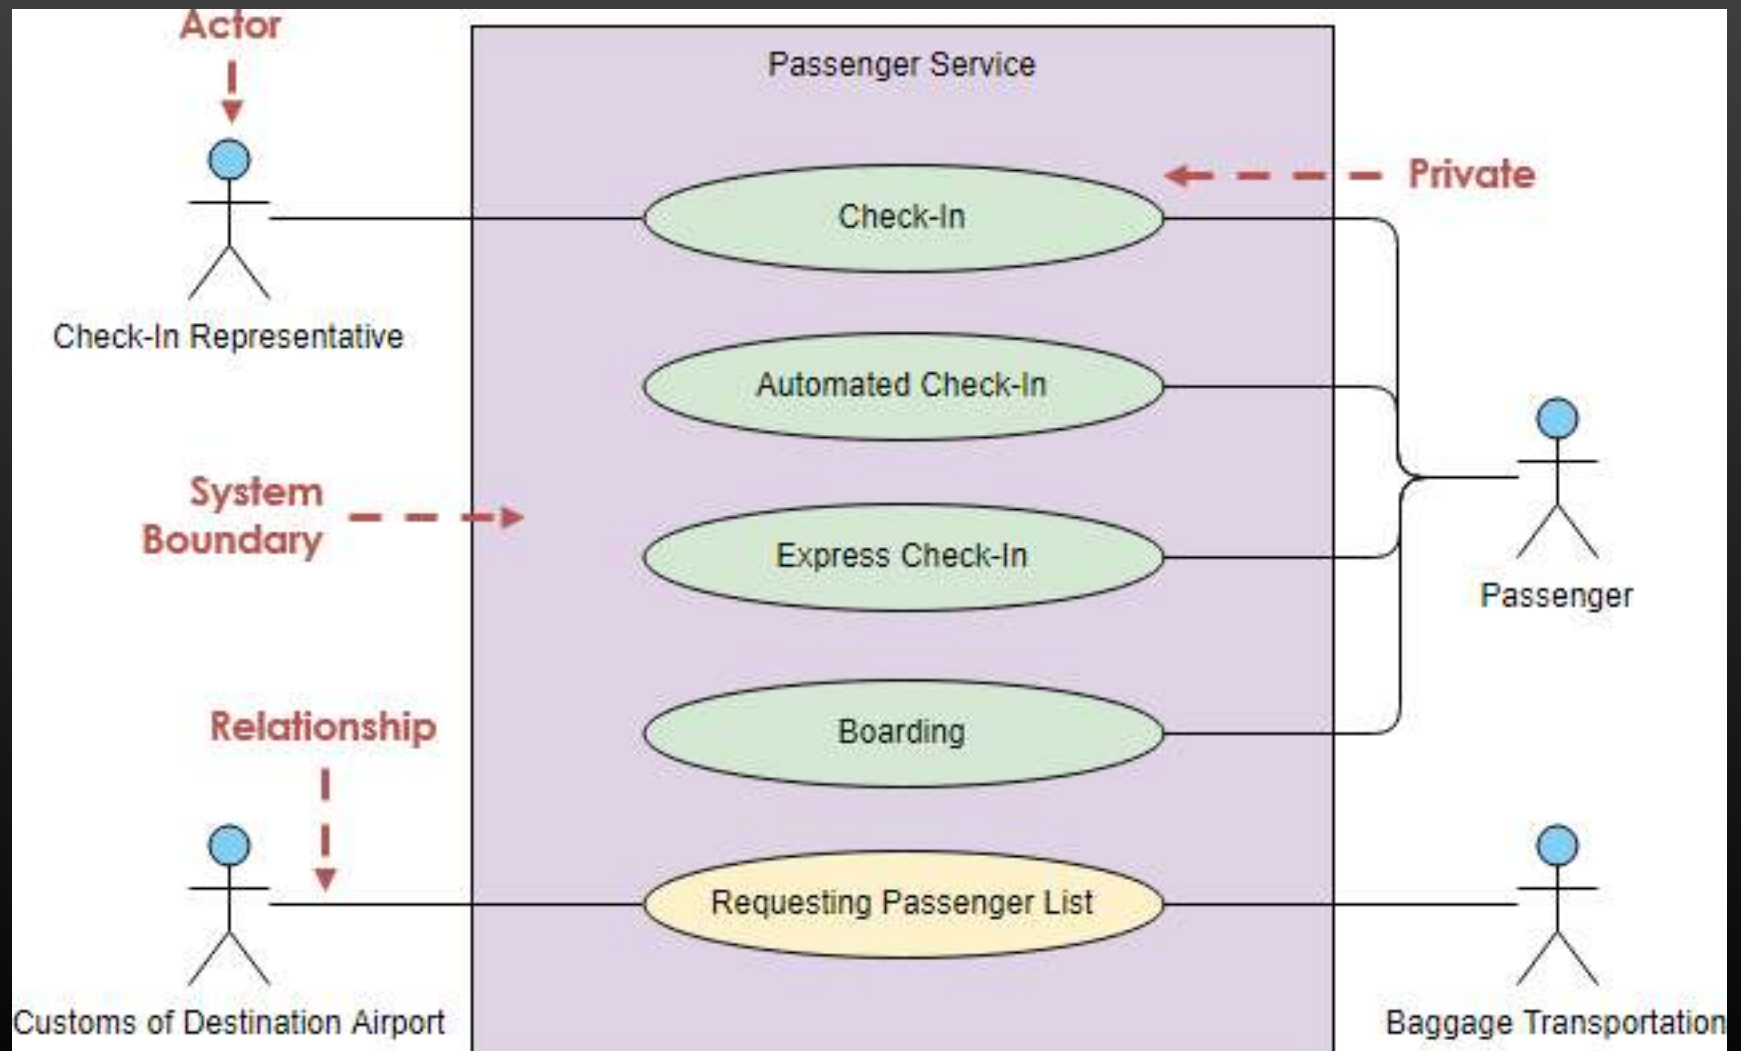 Actor
Passenger Service
Private
Check-In
Check-In Representative
Automated Check-In
System
Boundary
Express Check-In
Passenger
Relationship
Boarding
Requesting Passenger List
Customs of Destination Airport
Baggage Transportation